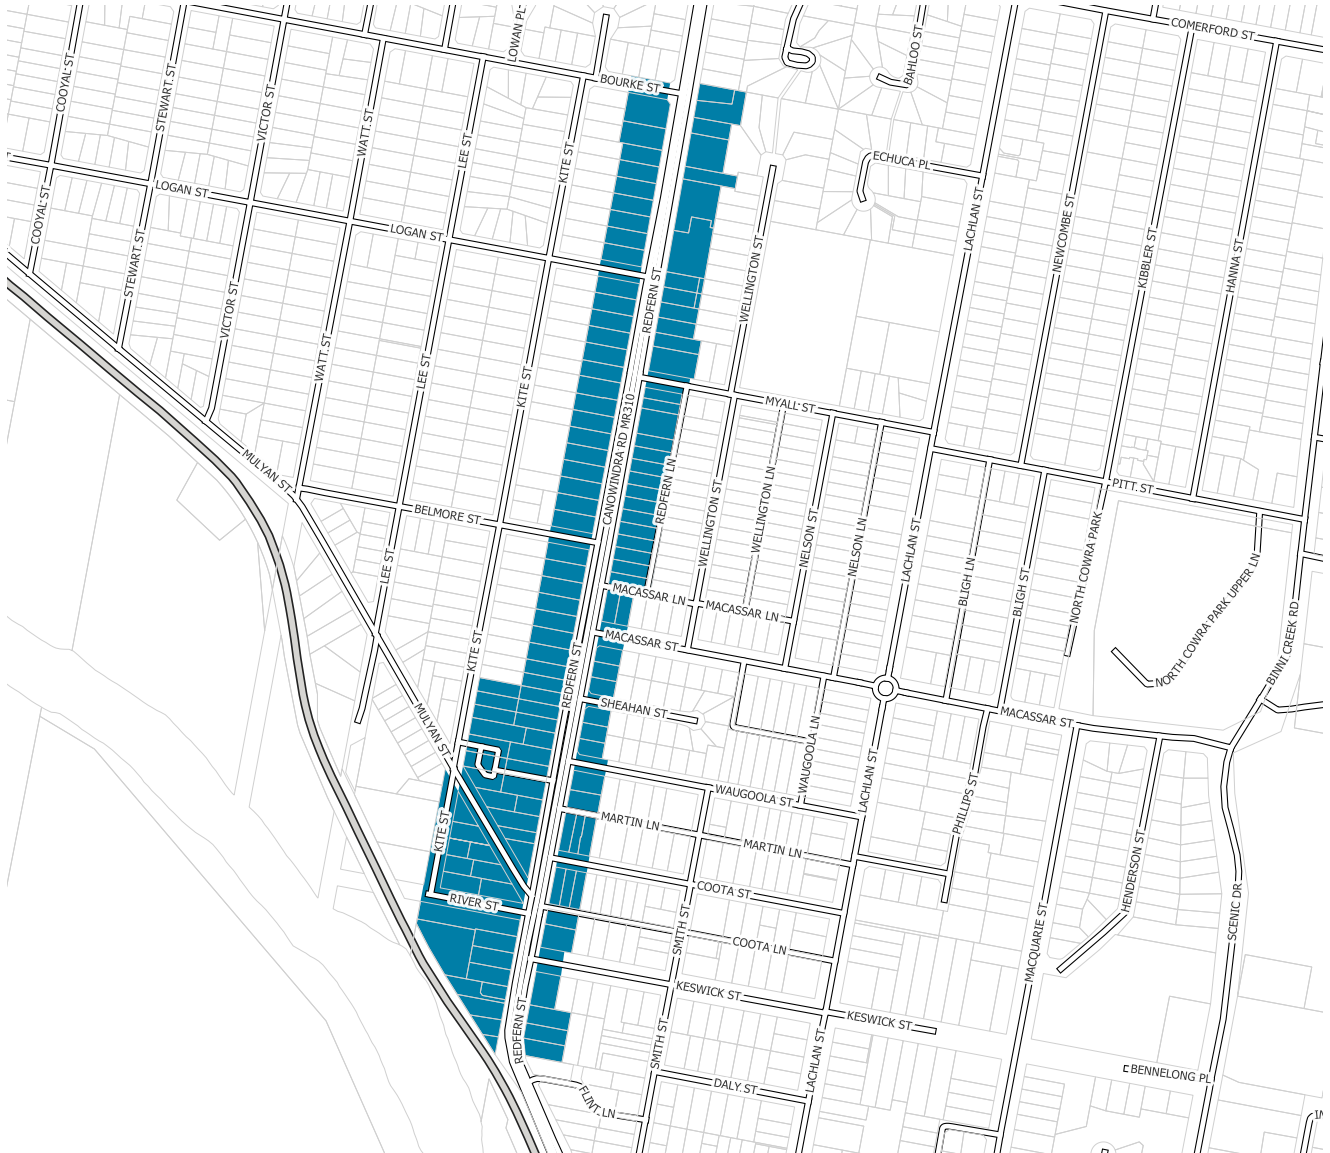 LOWAN PL
COMERFORD ST
BAHLOO ST
COOYAL ST
STEWART ST
BOURKE ST
VICTOR ST
WATT ST
LEE ST
KITE ST
ECHUCA PL
LOGAN ST
LACHLAN ST
NEWCOMBE ST
COOYAL ST
LOGAN ST
KIBBLER ST
STEWART ST
HANNA ST
WELLINGTON ST
VICTOR ST
REDFERN ST
WATT ST
LEE ST
KITE ST
MYALL ST
CANOWINDRA RD MR310
MULYAN ST
REDFERN LN
PITT ST
BELMORE ST
WELLINGTON ST
WELLINGTON LN
NELSON ST
NELSON LN
LACHLAN ST
NORTH COWRA PARK
LEE ST
BLIGH LN
BLIGH ST
NORTH COWRA PARK UPPER LN
MACASSAR LN
MACASSAR LN
KITE ST
MACASSAR ST
BINNI CREEK RD
REDFERN ST
SHEAHAN ST
MACASSAR ST
MULYAN ST
WAUGOOLA LN
LACHLAN ST
WAUGOOLA ST
PHILLIPS ST
MARTIN LN
KITE ST
MARTIN LN
HENDERSON ST
COOTA ST
RIVER ST
SCENIC DR
SMITH ST
COOTA LN
MACQUARIE ST
KESWICK ST
KESWICK ST
REDFERN ST
SMITH ST
LACHLAN ST
BENNELONG PL
DALY ST
FLINT LN